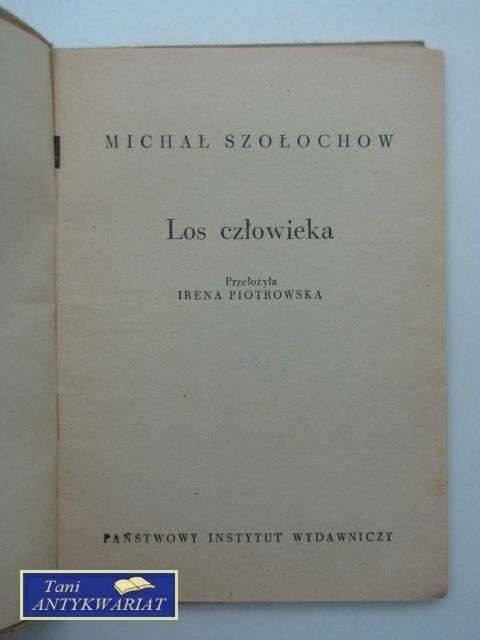 MICHAŁ SZOŁOCHOW
Los człowieka
Przełożyła
IRENA PIOTROWSKA
PAŃSTWOWY INSTYTUT WYDAWNICZY
Tani
ANTYKWARIAT